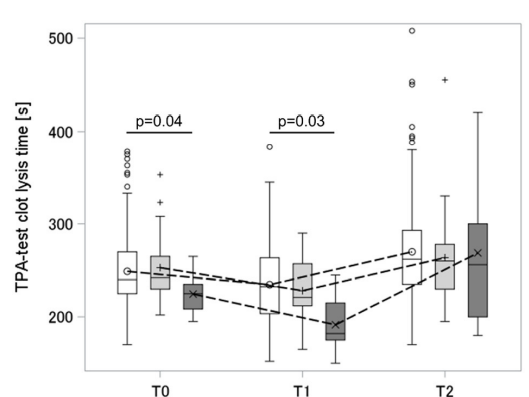 500
400
300
200
TPA-test clot lysis time [s]
p=0.04
p=0.03
T0
T1
T2